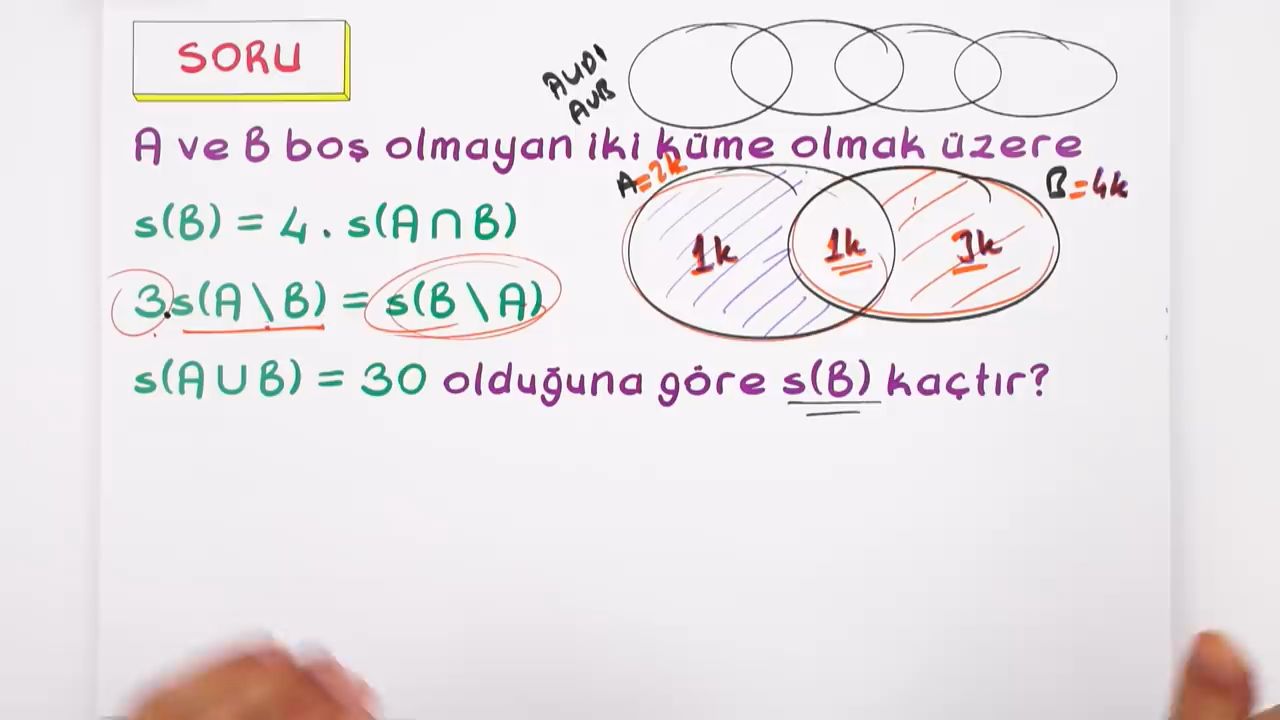 SORU
AUDI
AUB
A ve B boş olmayan iki küme olmak üzere
A=2k
B=4k
s(B) = 4 . s(A∩B)
1k 1k 3k
3.s(A\B) = s(B\A)
s(A∪B) = 30 olduğuna göre s(B) kaçtır?